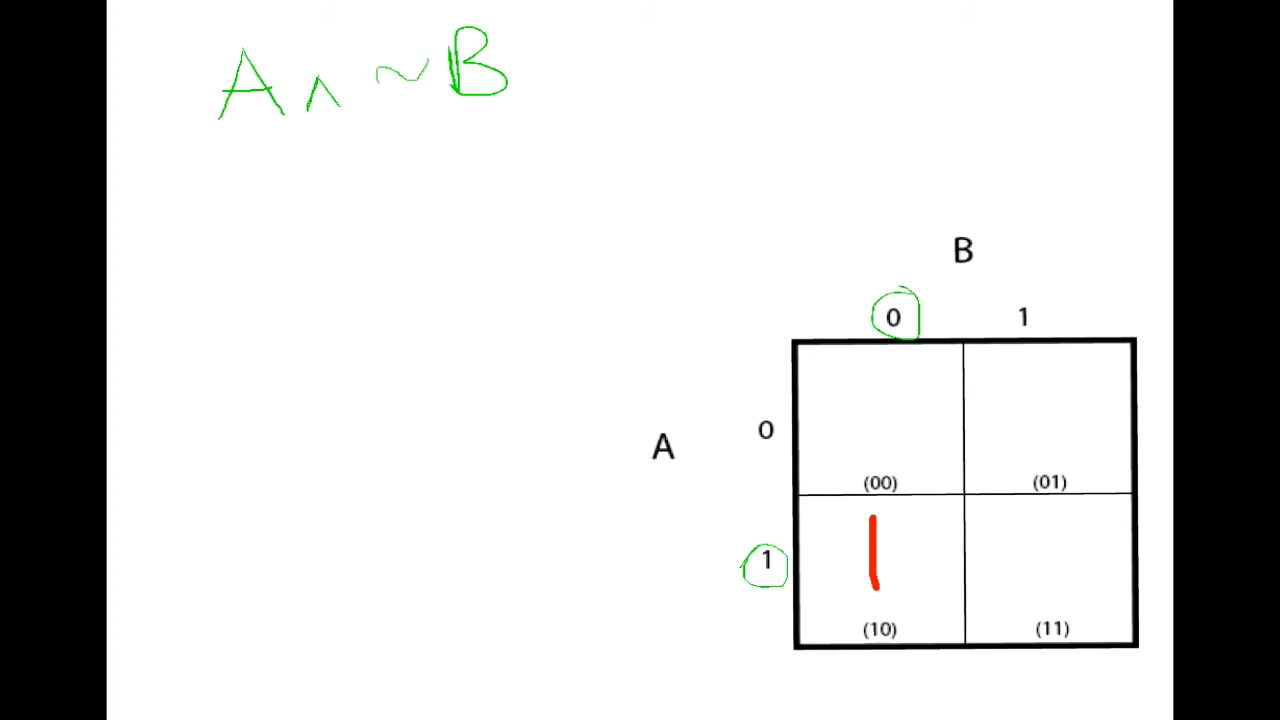 A ∧ ~B
B
0 1
0
A
(00) (01)
1 1
(10) (11)